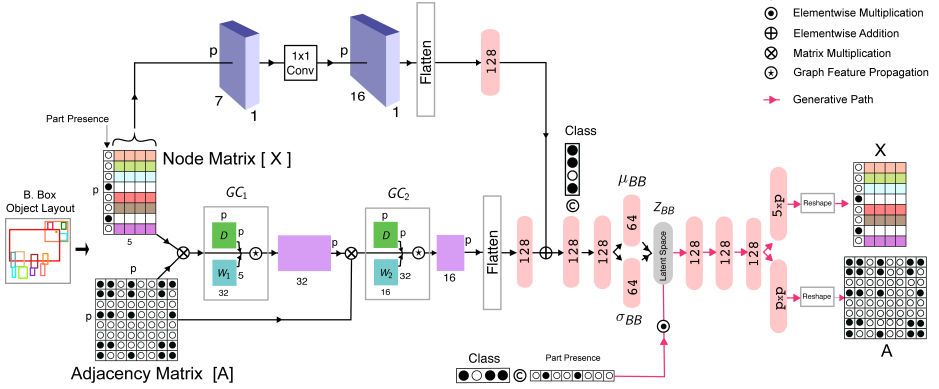 Elementwise Multiplication
Elementwise Addition
Matrix Multiplication
Graph Feature Propagation
Generative Path
p
7
1
1x1
Conv
p
16
1
Flatten
128
Part Presence
Node Matrix [ X ]
p
5
B. Box
Object Layout
GC1
p
D
W1
p
5
32
p
32
GC2
p
D
W2
p
32
16
p
16
Flatten
128
Class
©
128
128
μBB
64
64
σBB
ZBB
Latent Space
128
128
128
5xp
pxp
Reshape
Reshape
X
A
p
p
Adjacency Matrix [A]
Class
©
Part Presence